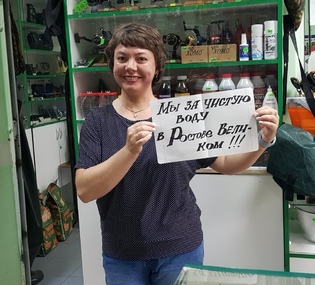 Мы за чистую
воду
в Ростове Вели-
ком !!!